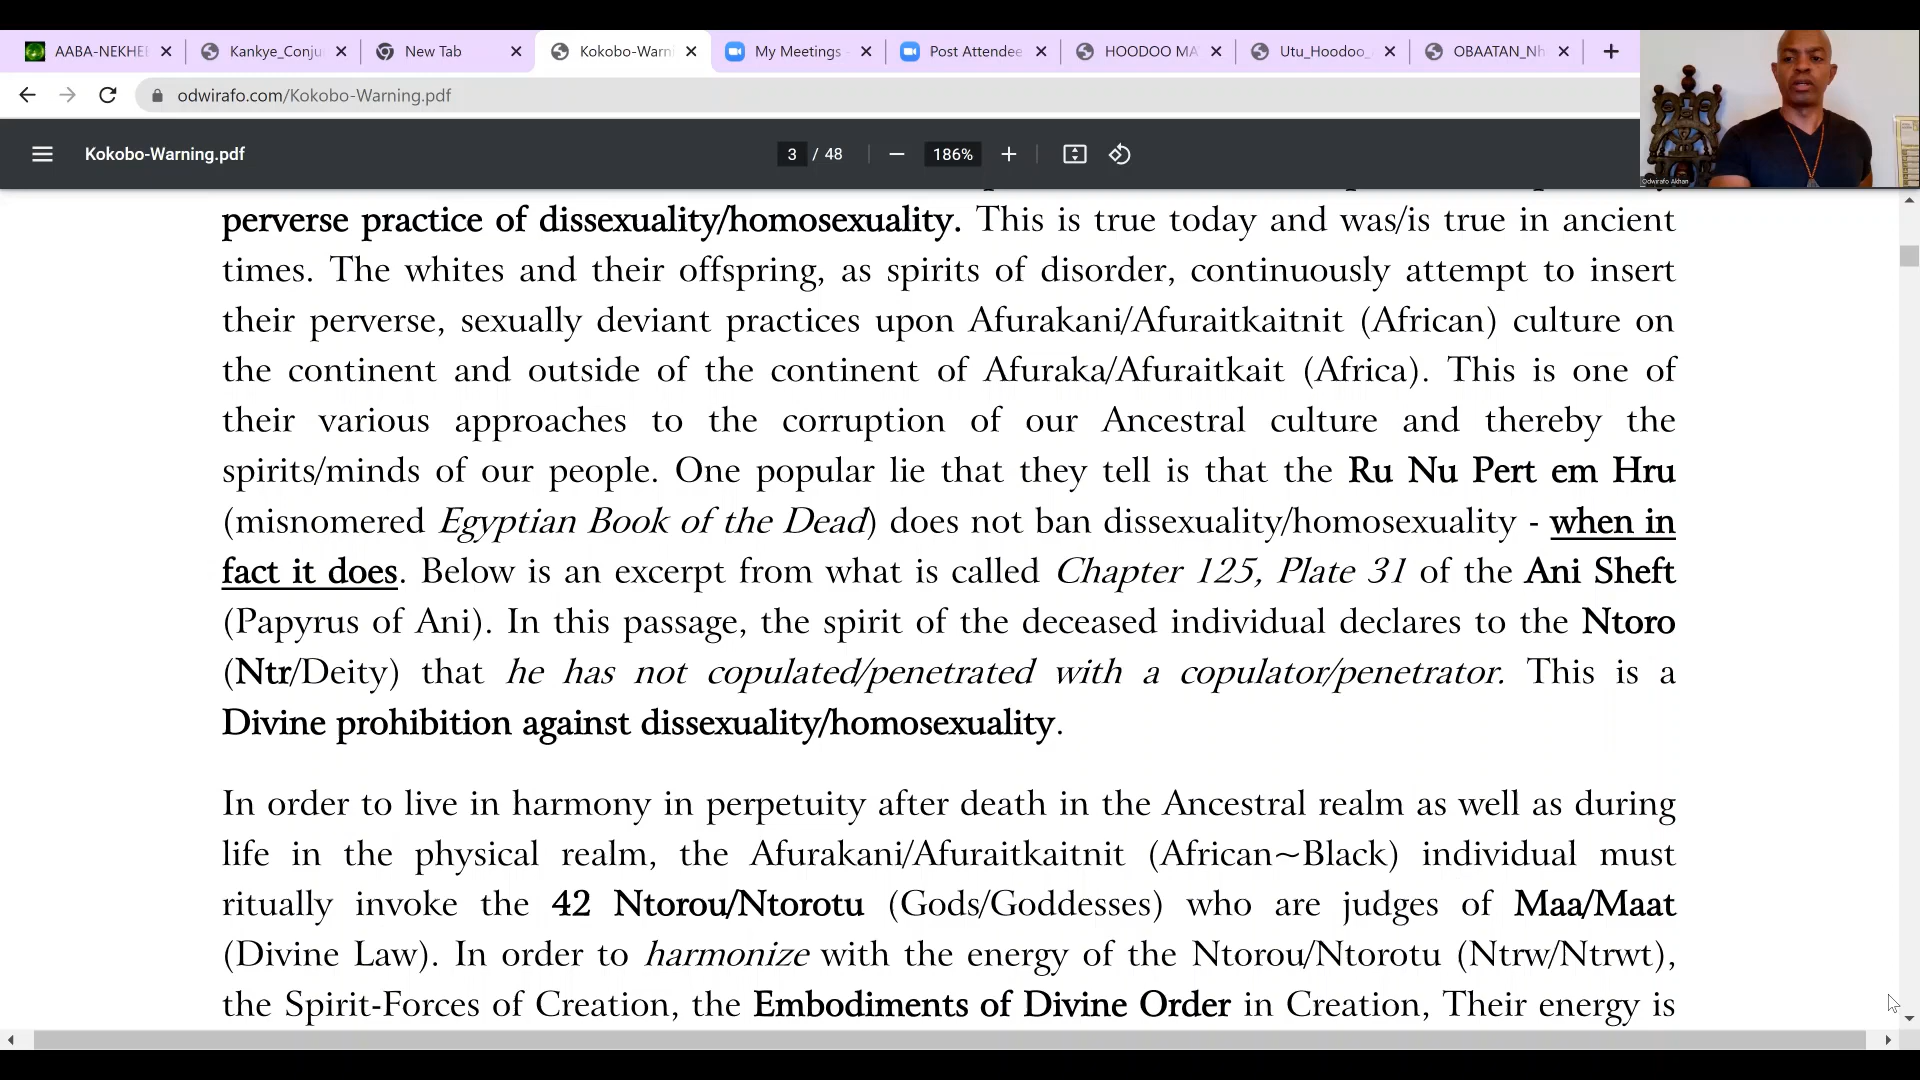 AABA-NEKHEB
Kankye_Conju
New Tab
Kokobo-Warni
My Meetings -
Post Attendee
HOODOO MA
Utu_Hoodoo_
OBAATAN_Nh
odwirafo.com/Kokobo-Warning.pdf
Kokobo-Warning.pdf
3 / 48
186%
Odwirafo Akhan
perverse practice of dissexuality/homosexuality. This is true today and was/is true in ancient
times. The whites and their offspring, as spirits of disorder, continuously attempt to insert
their perverse, sexually deviant practices upon Afurakani/Afuraitkaitnit (African) culture on
the continent and outside of the continent of Afuraka/Afuraitkait (Africa). This is one of
their various approaches to the corruption of our Ancestral culture and thereby the
spirits/minds of our people. One popular lie that they tell is that the Ru Nu Pert em Hru
(misnomered Egyptian Book of the Dead) does not ban dissexuality/homosexuality - when in
fact it does. Below is an excerpt from what is called Chapter 125, Plate 31 of the Ani Sheft
(Papyrus of Ani). In this passage, the spirit of the deceased individual declares to the Ntoro
(Ntr/Deity) that he has not copulated/penetrated with a copulator/penetrator. This is a
Divine prohibition against dissexuality/homosexuality.
In order to live in harmony in perpetuity after death in the Ancestral realm as well as during
life in the physical realm, the Afurakani/Afuraitkaitnit (African~Black) individual must
ritually invoke the 42 Ntorou/Ntorotu (Gods/Goddesses) who are judges of Maa/Maat
(Divine Law). In order to harmonize with the energy of the Ntorou/Ntorotu (Ntrw/Ntrwt),
the Spirit-Forces of Creation, the Embodiments of Divine Order in Creation, Their energy is